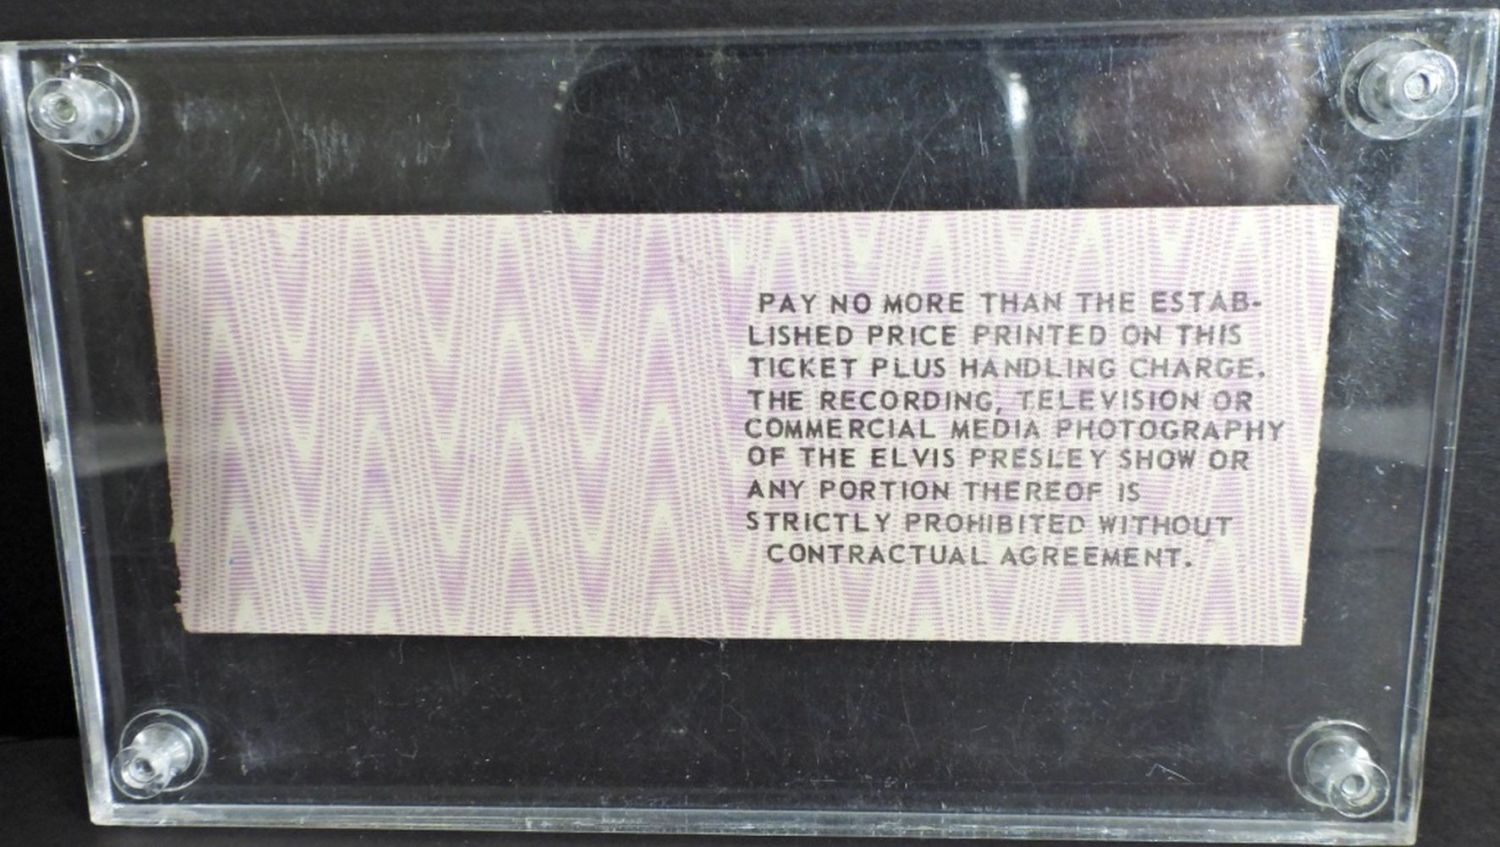 PAY NO MORE THAN THE ESTAB-
LISHED PRICE PRINTED ON THIS
TICKET PLUS HANDLING CHARGE.
THE RECORDING, TELEVISION OR
COMMERCIAL MEDIA PHOTOGRAPHY
OF THE ELVIS PRESLEY SHOW OR
ANY PORTION THEREOF IS
STRICTLY PROHIBITED WITHOUT
CONTRACTUAL AGREEMENT.